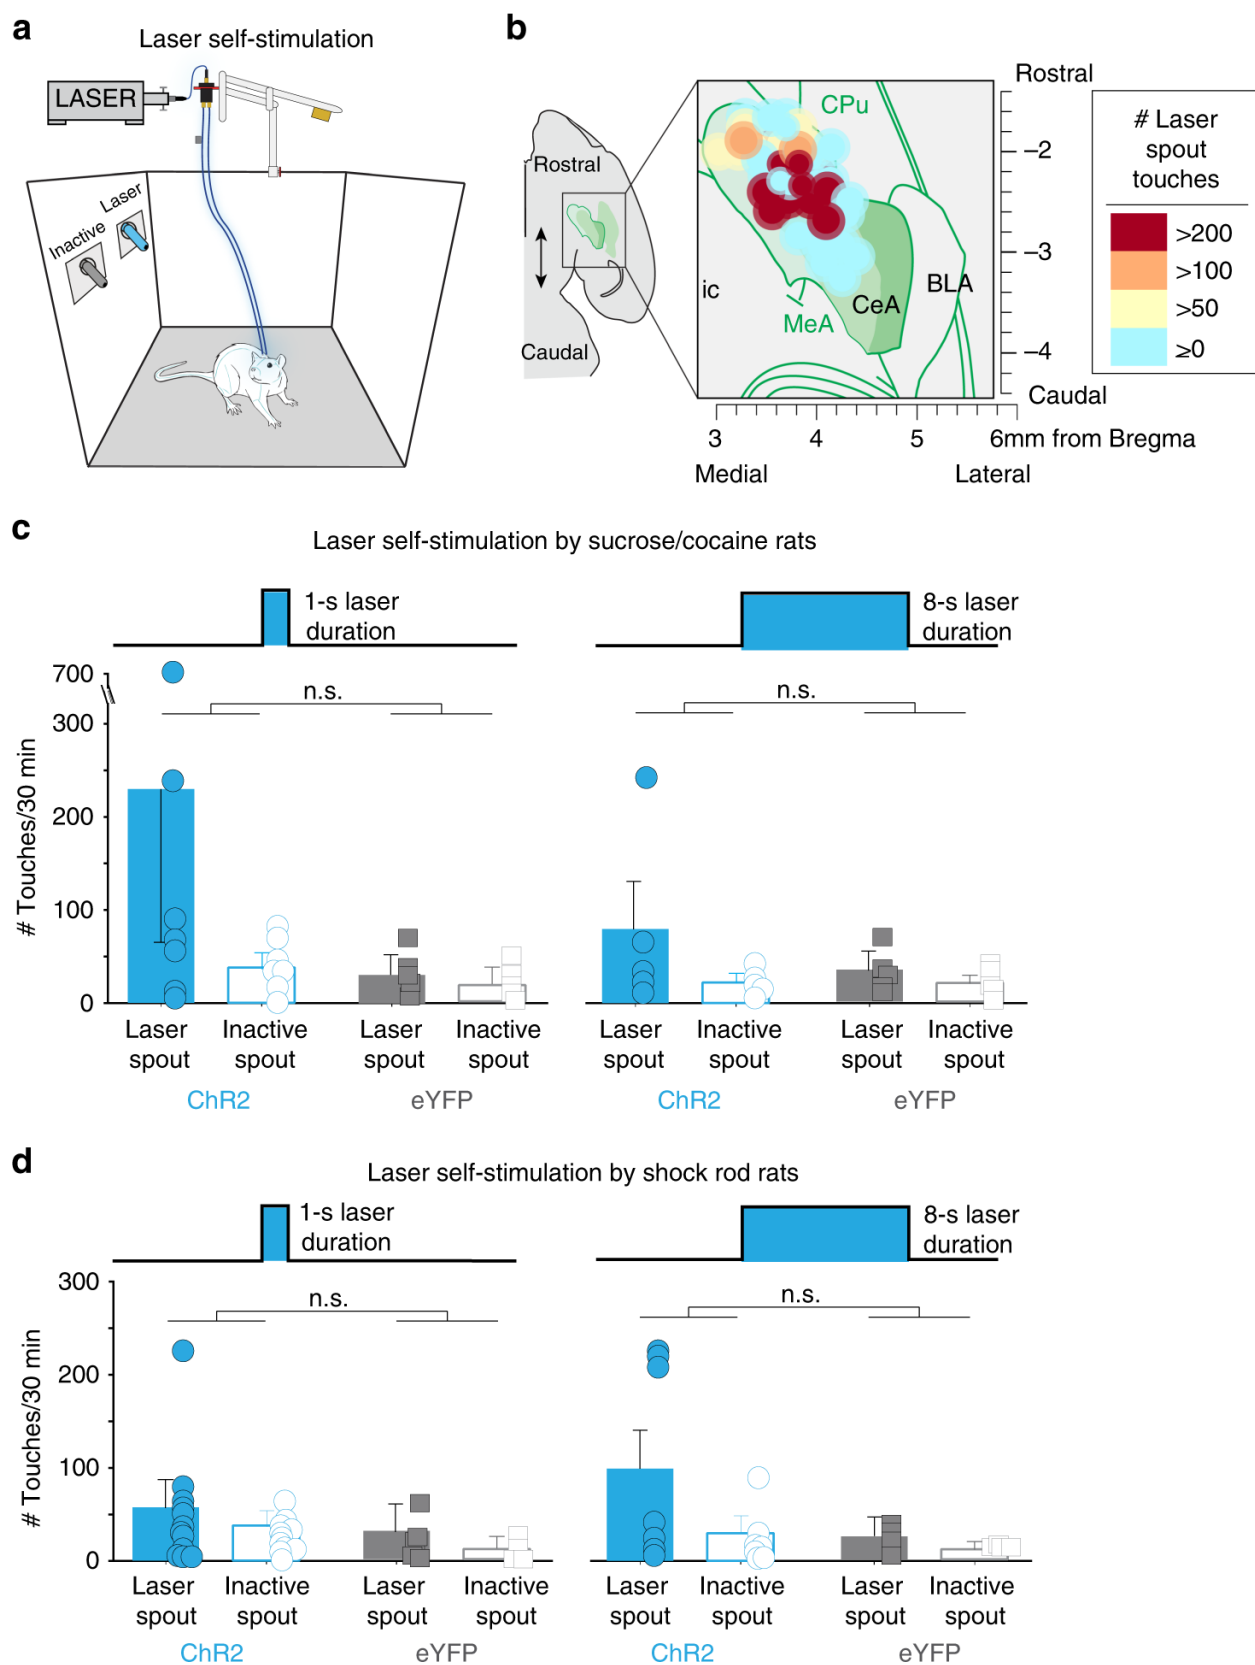 a
Laser self-stimulation
LASER
Laser
Inactive
b
Rostral
Caudal
CPu
ic
MeA
CeA
BLA
Rostral
–2
–3
–4
Caudal
3 4 5 6mm from Bregma
Medial Lateral
# Laser
spout
touches
>200
>100
>50
≥0
c
Laser self-stimulation by sucrose/cocaine rats
1-s laser
duration
8-s laser
duration
# Touches/30 min
700
300
200
100
0
n.s.
n.s.
Laser Inactive Laser Inactive Laser Inactive Laser Inactive
spout spout spout spout spout spout spout spout
ChR2 eYFP ChR2 eYFP
d
Laser self-stimulation by shock rod rats
1-s laser
duration
8-s laser
duration
# Touches/30 min
300
200
100
0
n.s.
n.s.
Laser Inactive Laser Inactive Laser Inactive Laser Inactive
spout spout spout spout spout spout spout spout
ChR2 eYFP ChR2 eYFP